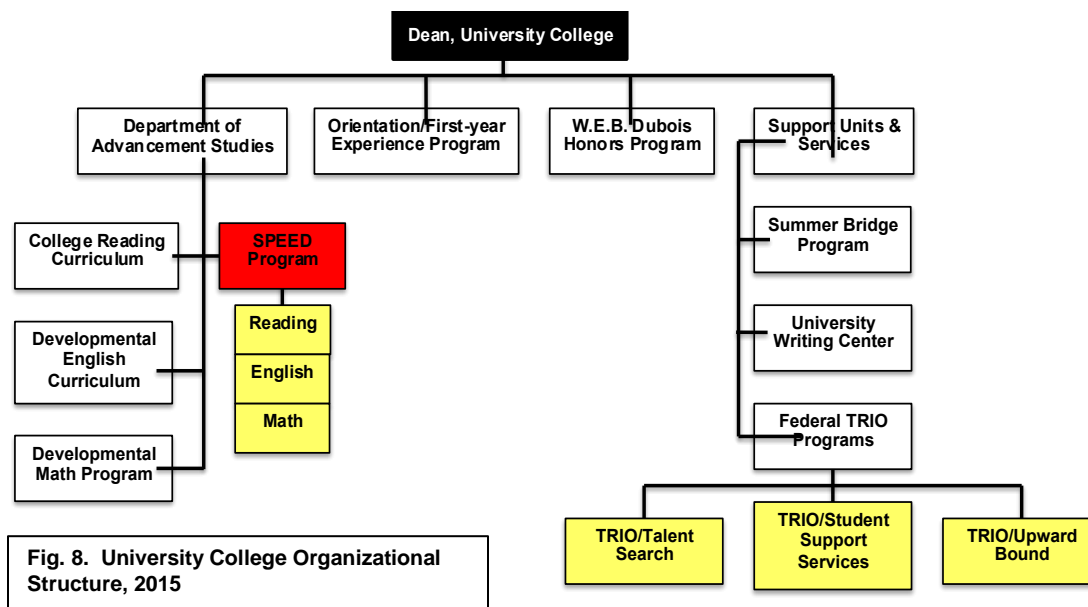 Dean, University College
Department of
Advancement Studies
Orientation/First-year
Experience Program
W.E.B. Dubois
Honors Program
Support Units &
Services
College Reading
Curriculum
SPEED
Program
Summer Bridge
Program
Reading
English
Math
Developmental
English
Curriculum
University
Writing Center
Developmental
Math Program
Federal TRIO
Programs
TRIO/Talent
Search
TRIO/Student
Support
Services
TRIO/Upward
Bound
Fig. 8. University College Organizational
Structure, 2015